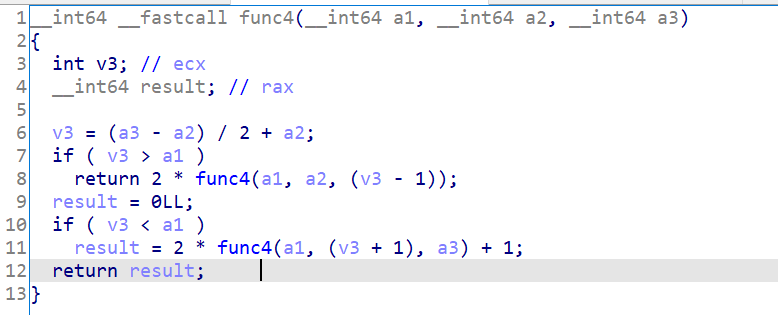 1 __int64 __fastcall func4(__int64 a1, __int64 a2, __int64 a3)
2 {
3   int v3; // ecx
4   __int64 result; // rax
5
6   v3 = (a3 - a2) / 2 + a2;
7   if ( v3 > a1 )
8     return 2 * func4(a1, a2, (v3 - 1));
9   result = 0LL;
10   if ( v3 < a1 )
11     result = 2 * func4(a1, (v3 + 1), a3) + 1;
12   return result;
13 }